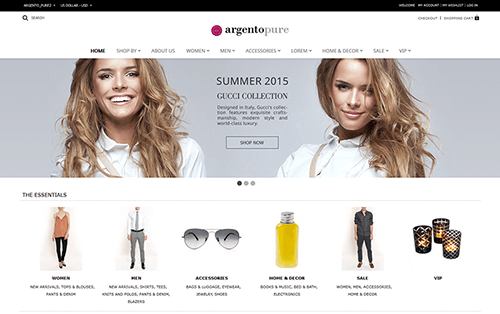 ARGENTO_PURE2
US DOLLAR - USD
WELCOME MY ACCOUNT | MY WISHLIST | LOG IN
SEARCH
argentopure
CHECKOUT | SHOPPING CART
HOME SHOP BY ABOUT US WOMEN MEN ACCESSORIES LOREM HOME & DECOR SALE VIP
SUMMER 2015
GUCCI COLLECTION
Designed in Italy, Gucci's collec-
tion features exquisite crafts-
manship, modern style and
world-class luxury.
SHOP NOW
THE ESSENTIALS
WOMEN
NEW ARRIVALS, TOPS & BLOUSES,
PANTS & DENIM
MEN
NEW ARRIVALS, SHIRTS, TEES,
KNITS AND POLOS, PANTS & DENIM,
BLAZERS
ACCESSORIES
BAGS & LUGGAGE, EYEWEAR,
JEWELRY, SHOES
HOME & DECOR
BOOKS & MUSIC, BED & BATH,
ELECTRONICS
SALE
WOMEN, MEN, ACCESSORIES,
HOME & DECOR
VIP